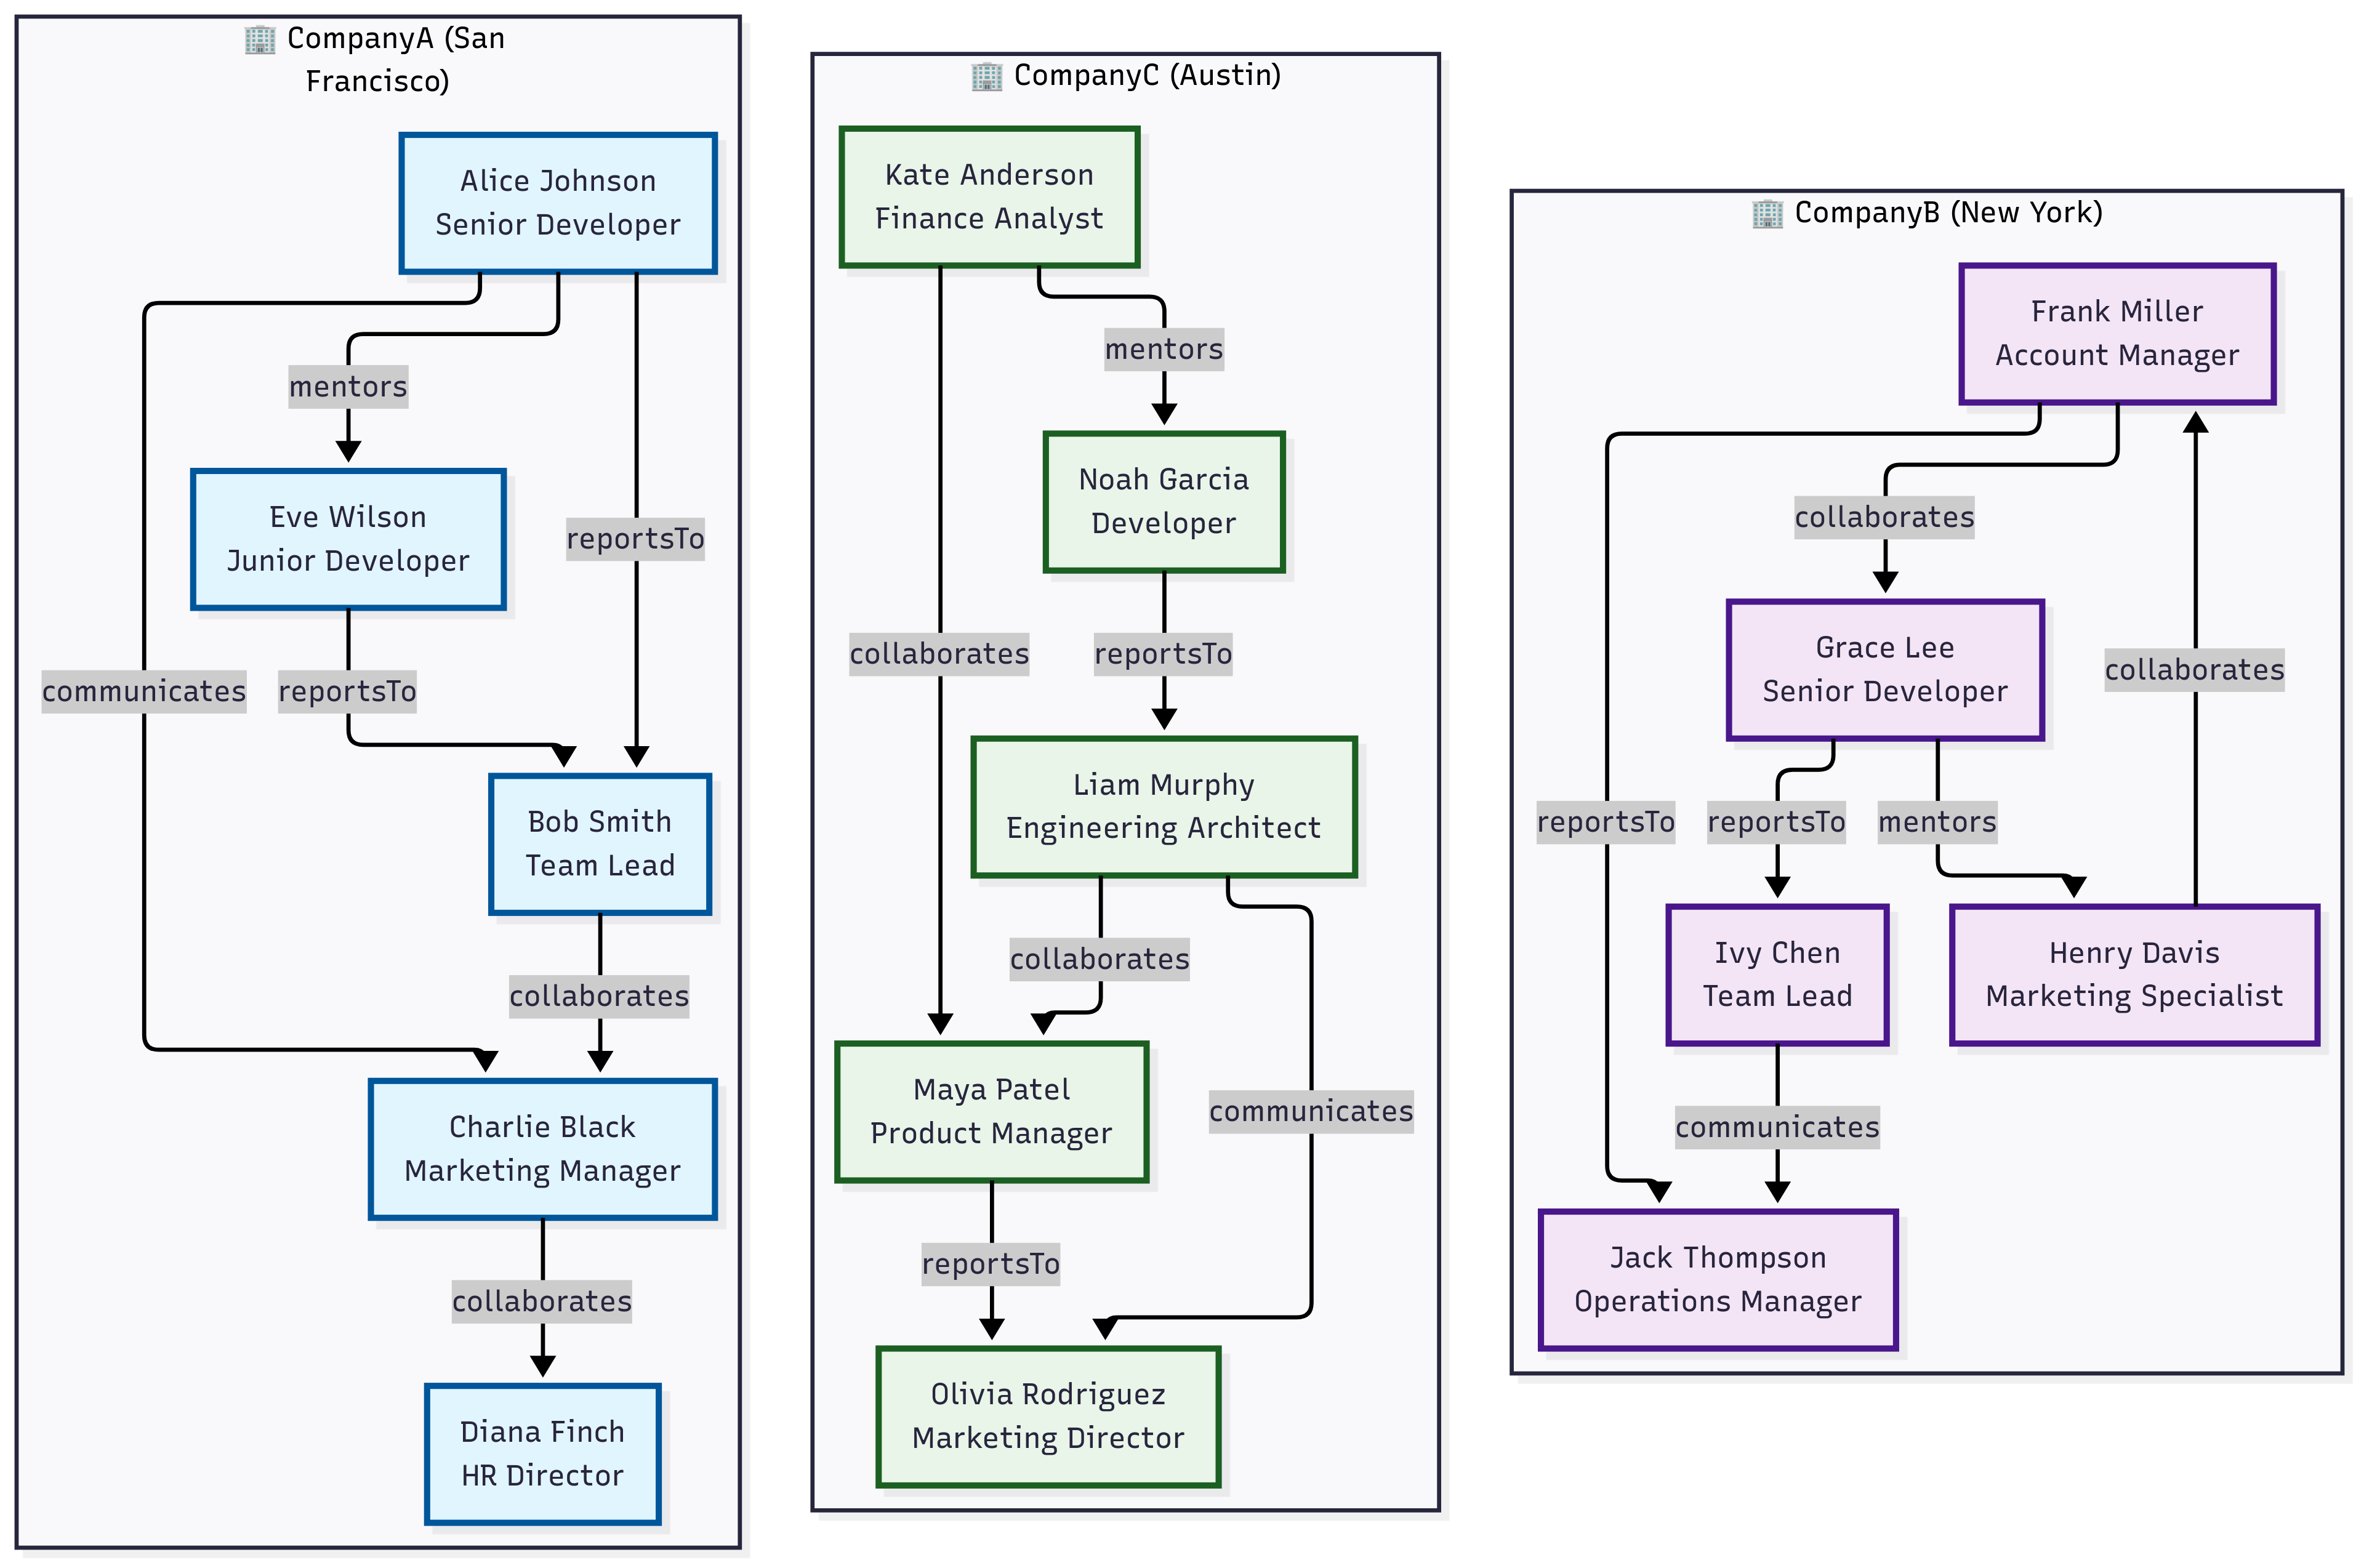 🏢 CompanyA (San
Francisco)
Alice Johnson
Senior Developer
mentors
Eve Wilson
Junior Developer
reportsTo
communicates
reportsTo
Bob Smith
Team Lead
collaborates
Charlie Black
Marketing Manager
collaborates
Diana Finch
HR Director
🏢 CompanyC (Austin)
Kate Anderson
Finance Analyst
mentors
Noah Garcia
Developer
collaborates
reportsTo
Liam Murphy
Engineering Architect
collaborates
Maya Patel
Product Manager
communicates
reportsTo
Olivia Rodriguez
Marketing Director
🏢 CompanyB (New York)
Frank Miller
Account Manager
collaborates
Grace Lee
Senior Developer
collaborates
reportsTo
reportsTo
mentors
Ivy Chen
Team Lead
Henry Davis
Marketing Specialist
communicates
Jack Thompson
Operations Manager